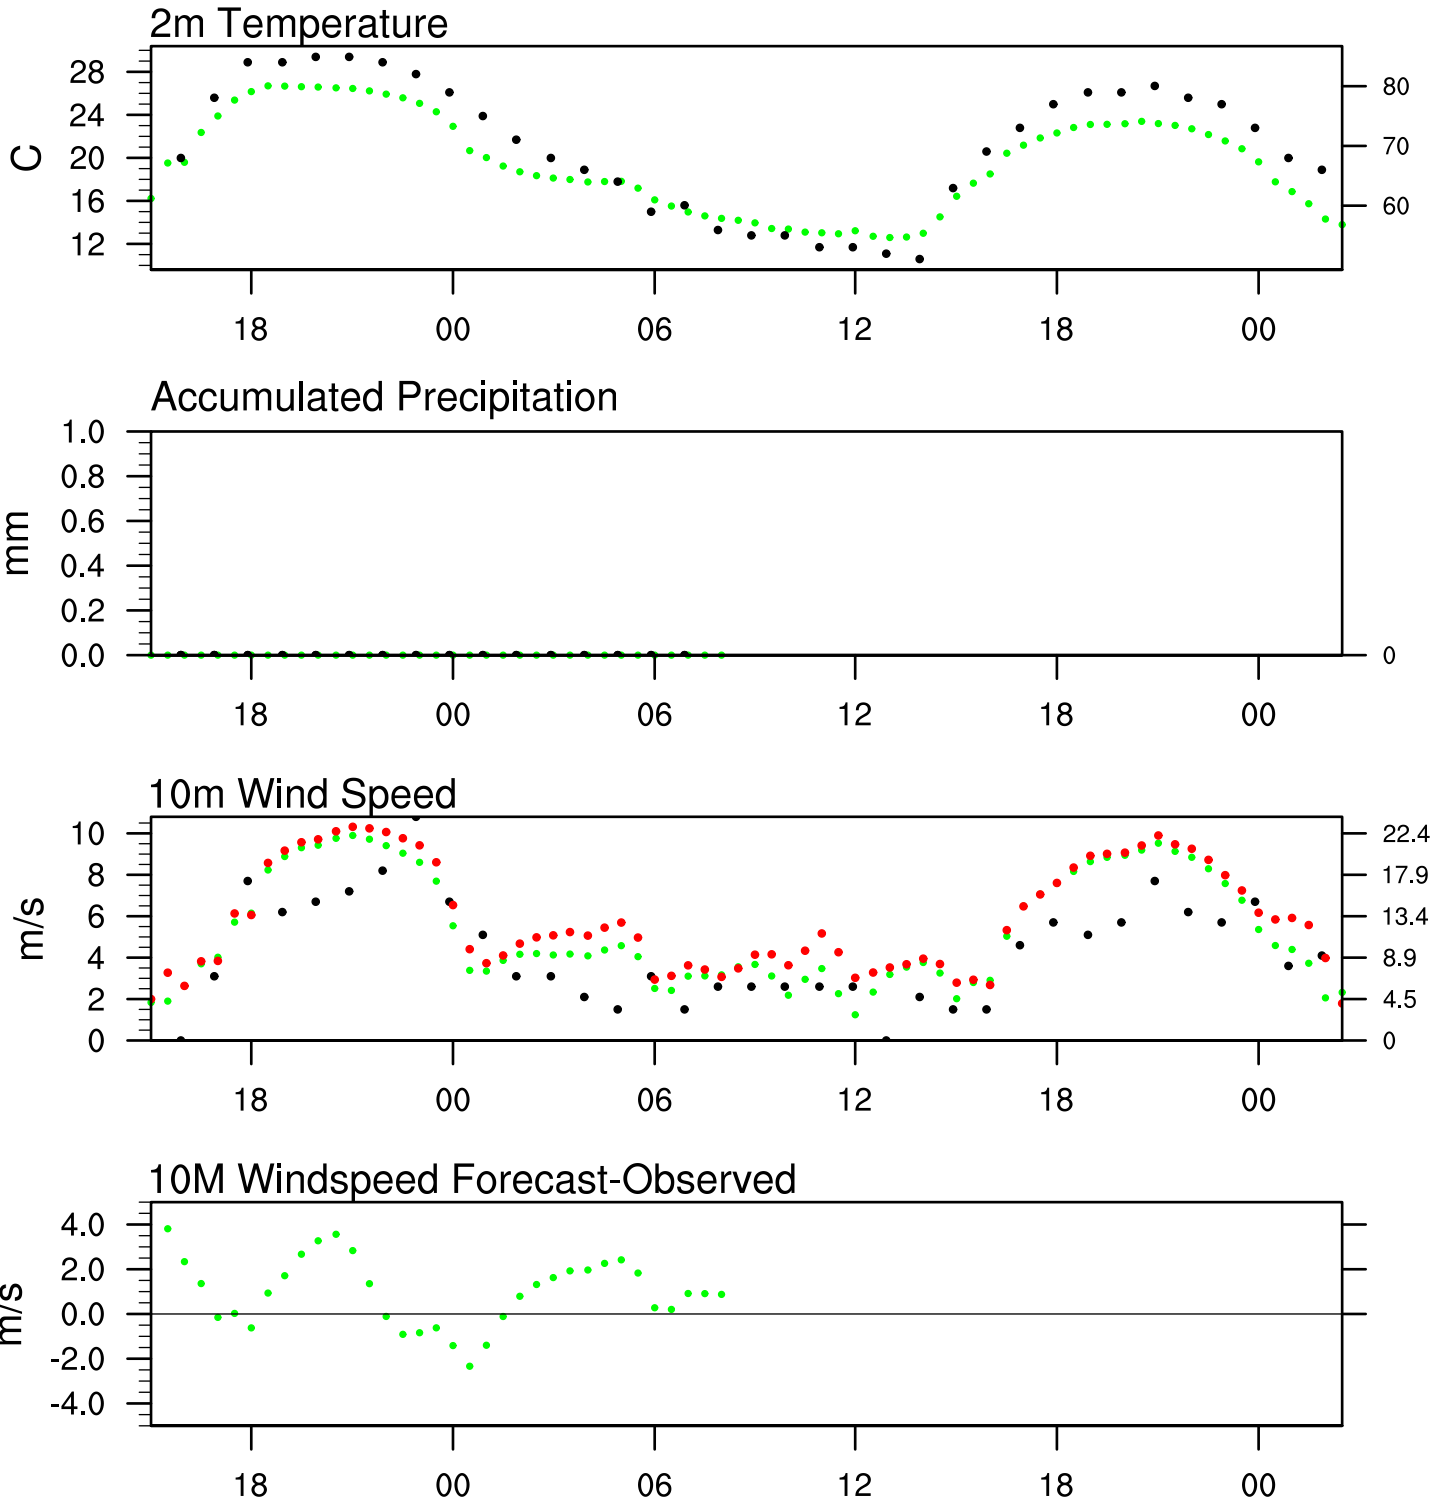 2m Temperature
28
24
20
16
12
C
80
70
60
18 00 06 12 18 00
Accumulated Precipitation
1.0
0.8
0.6
0.4
0.2
0.0
mm
0
18 00 06 12 18 00
10m Wind Speed
10
8
6
4
2
0
m/s
22.4
17.9
13.4
8.9
4.5
0
18 00 06 12 18 00
10M Windspeed Forecast-Observed
4.0
2.0
0.0
-2.0
-4.0
m/s
18 00 06 12 18 00